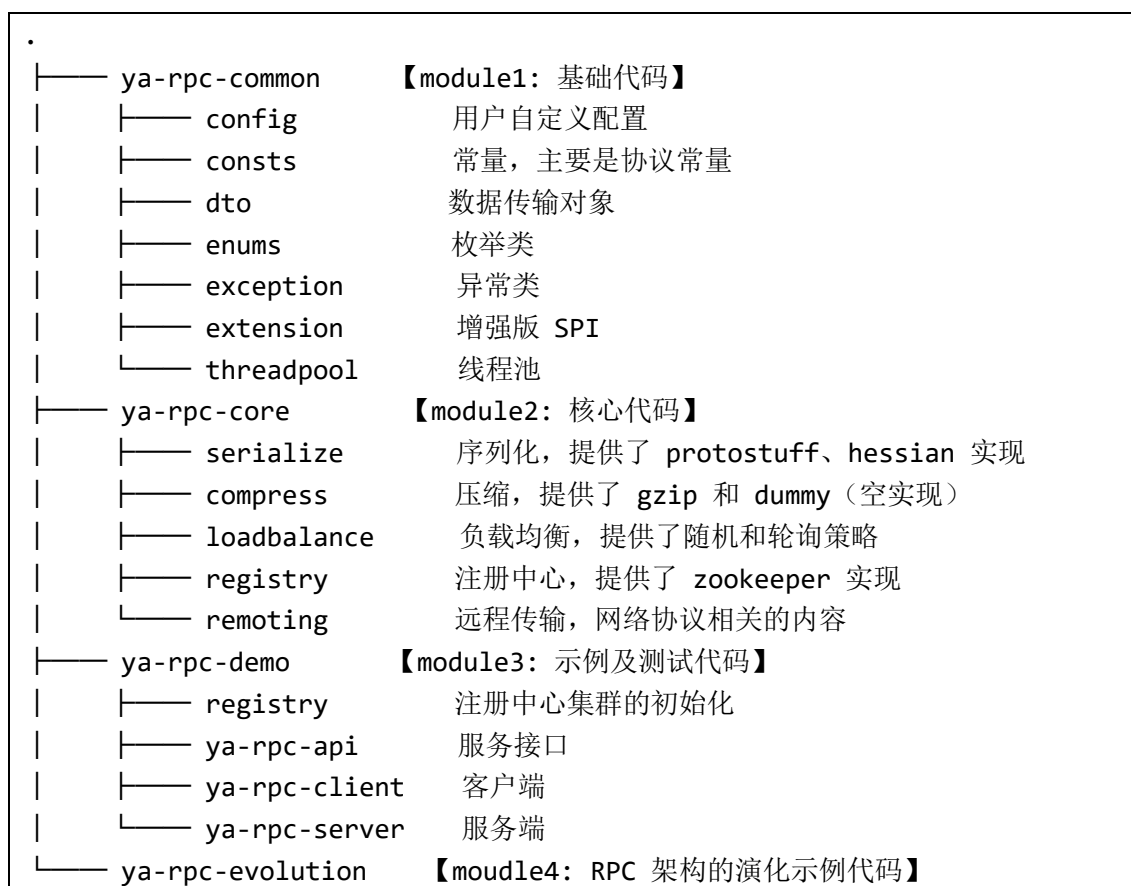 .
├── ya-rpc-common 【module1: 基础代码】
│ ├── config 用户自定义配置
│ ├── consts 常量，主要是协议常量
│ ├── dto 数据传输对象
│ ├── enums 枚举类
│ ├── exception 异常类
│ ├── extension 增强版 SPI
│ └── threadpool 线程池
├── ya-rpc-core 【module2: 核心代码】
│ ├── serialize 序列化，提供了 protostuff、hessian 实现
│ ├── compress 压缩，提供了 gzip 和 dummy（空实现）
│ ├── loadbalance 负载均衡，提供了随机和轮询策略
│ ├── registry 注册中心，提供了 zookeeper 实现
│ └── remoting 远程传输，网络协议相关的内容
├── ya-rpc-demo 【module3: 示例及测试代码】
│ ├── registry 注册中心集群的初始化
│ ├── ya-rpc-api 服务接口
│ ├── ya-rpc-client 客户端
│ └── ya-rpc-server 服务端
└── ya-rpc-evolution 【moudle4: RPC 架构的演化示例代码】